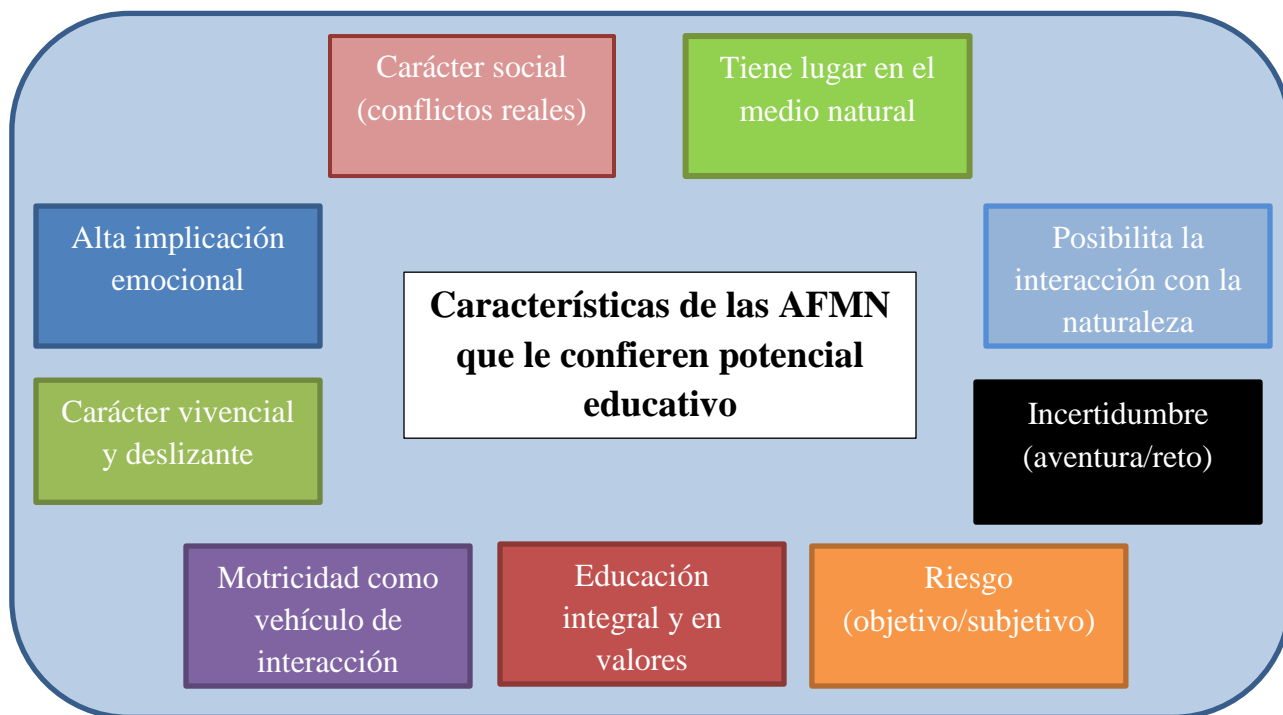 Carácter social
(conflictos reales)
Tiene lugar en el
medio natural
Alta implicación
emocional
Posibilita la
interacción con la
naturaleza
Características de las AFMN
que le confieren potencial
educativo
Carácter vivencial
y deslizante
Incertidumbre
(aventura/reto)
Motricidad como
vehículo de
interacción
Educación
integral y en
valores
Riesgo
(objetivo/subjetivo)